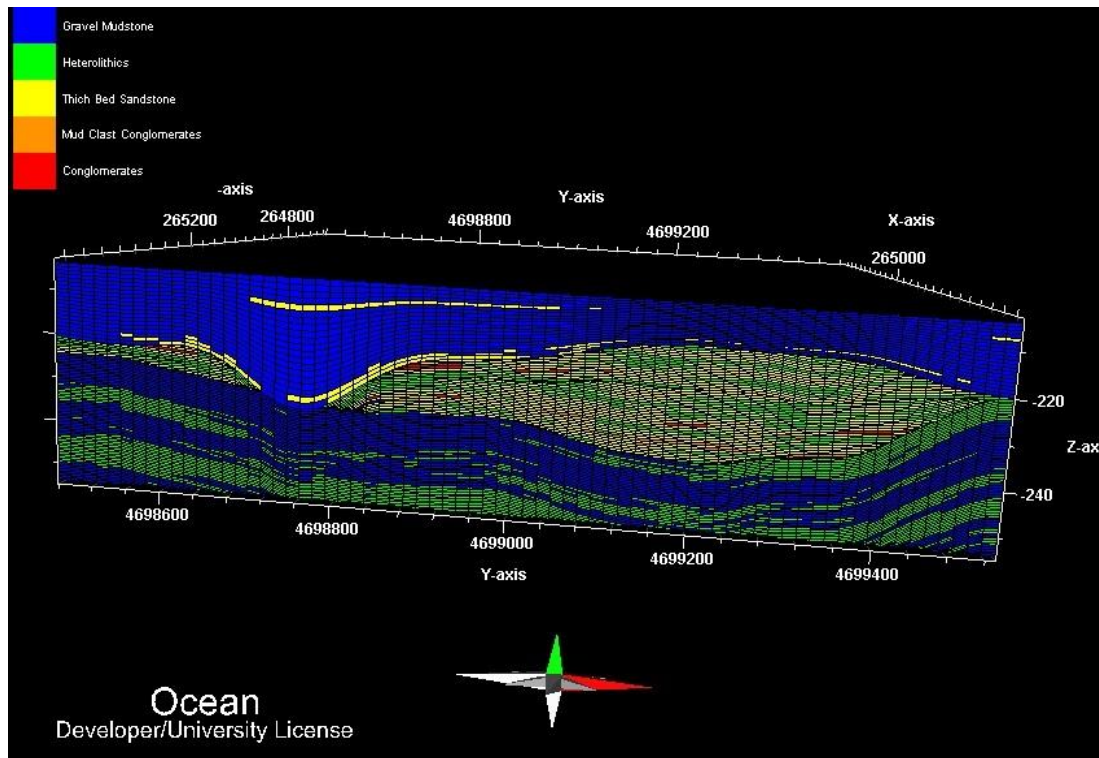 Gravel Mudstone
Heterolithics
Thich Bed Sandstone
Mud Clast Conglomerates
Conglomerates
-axis
Y-axis
X-axis
265200
264800
4698800
4699200
265000
-220
Z-ax
-240
4698600
4698800
4699000
4699200
4699400
Y-axis
Ocean
Developer/University License